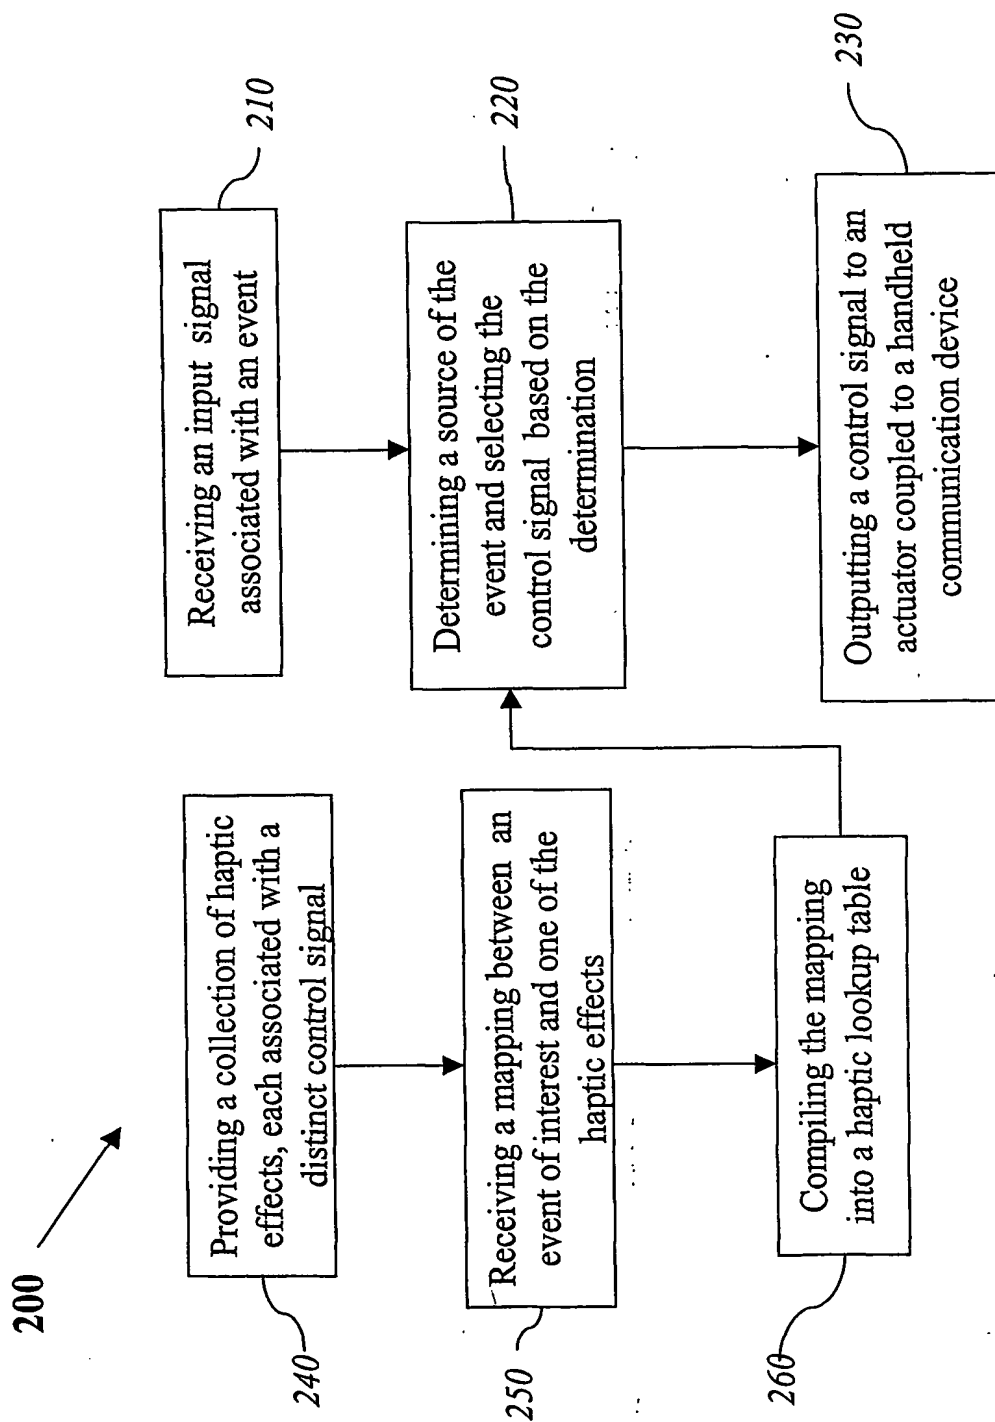 200
240
Providing a collection of haptic
effects, each associated with a
distinct control signal
250
Receiving a mapping between an
event of interest and one of the
haptic effects
260
Compiling the mapping
into a haptic lookup table
210
Receiving an input signal
associated with an event
220
Determining a source of the
event and selecting the
control signal based on the
determination
230
Outputting a control signal to an
actuator coupled to a handheld
communication device